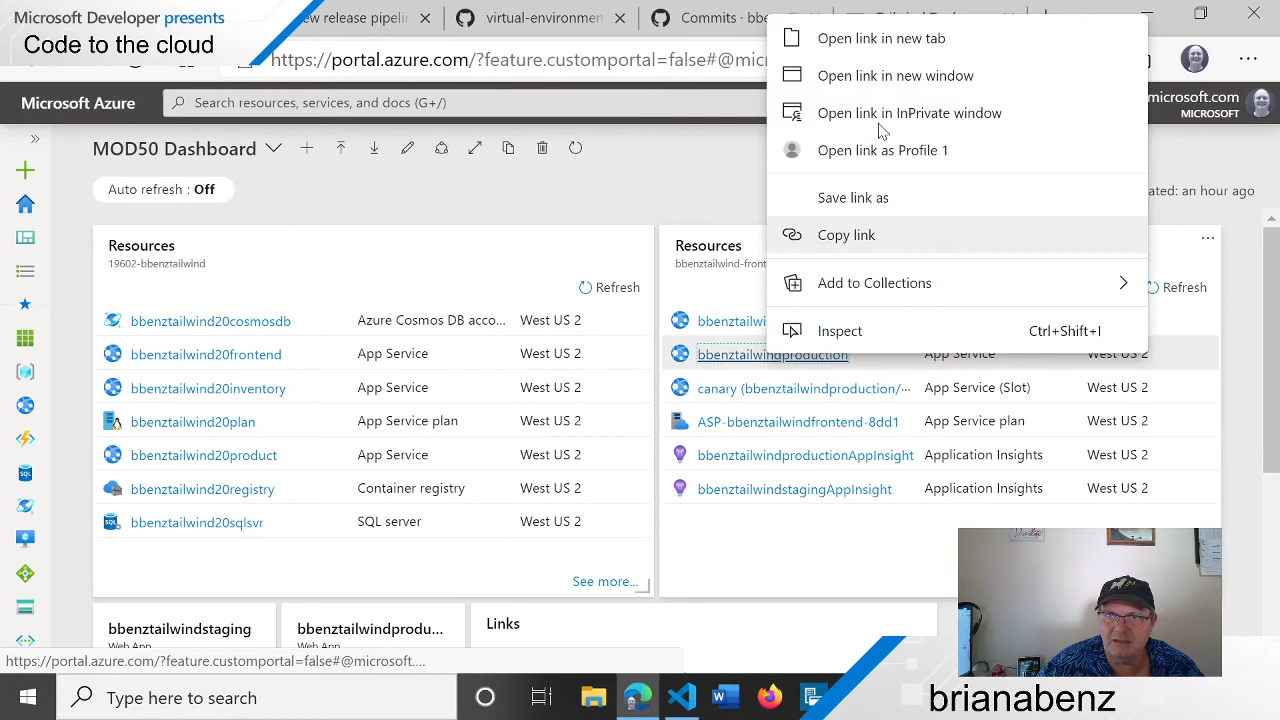 Microsoft Developer presents
Code to the cloud
ew release pipelin
virtual-environmen
Commits · bbe
https://portal.azure.com/?feature.customportal=false#@micr
Microsoft Azure
Search resources, services, and docs (G+/)
microsoft.com
MICROSOFT
MOD50 Dashboard
Auto refresh : Off
ated: an hour ago
Open link in new tab
Open link in new window
Open link in InPrivate window
Open link as Profile 1
Save link as
Copy link
Add to Collections
Inspect Ctrl+Shift+I
Resources
19602-bbenztailwind
Refresh
bbenztailwind20cosmosdb Azure Cosmos DB acco... West US 2
bbenztailwind20frontend App Service West US 2
bbenztailwind20inventory App Service West US 2
bbenztailwind20plan App Service plan West US 2
bbenztailwind20product App Service West US 2
bbenztailwind20registry Container registry West US 2
bbenztailwind20sqlsvr SQL server West US 2
See more...
Resources
bbenztailwind-fron
Refresh
bbenztailwi
bbenztailwindproduction App Service West US 2
canary (bbenztailwindproduction/··· App Service (Slot) West US 2
ASP-bbenztailwindfrontend-8dd1 App Service plan West US 2
bbenztailwindproductionAppInsight Application Insights West US 2
bbenztailwindstagingAppInsight Application Insights West US 2
bbenztailwindstaging
Web App
bbenztailwindprodu...
Web App
Links
https://portal.azure.com/?feature.customportal=false#@microsoft....
Type here to search
brianabenz